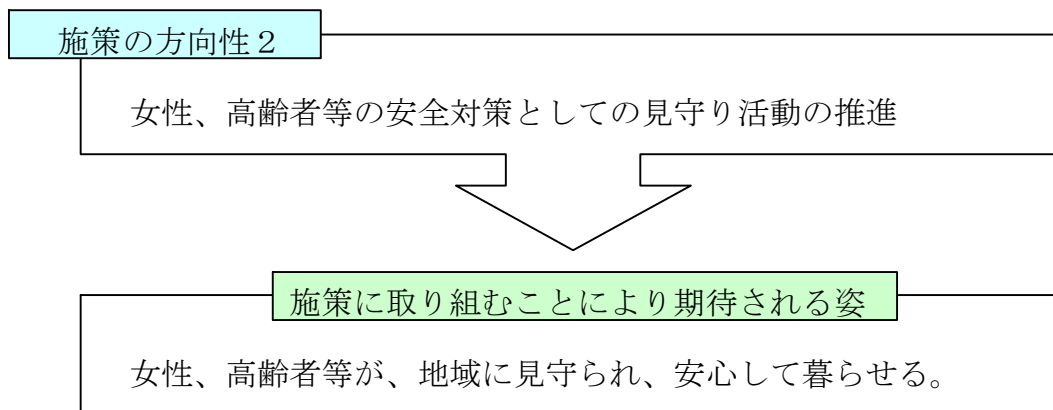 施策の方向性２
女性、高齢者等の安全対策としての見守り活動の推進
施策に取り組むことにより期待される姿
女性、高齢者等が、地域に見守られ、安心して暮らせる。